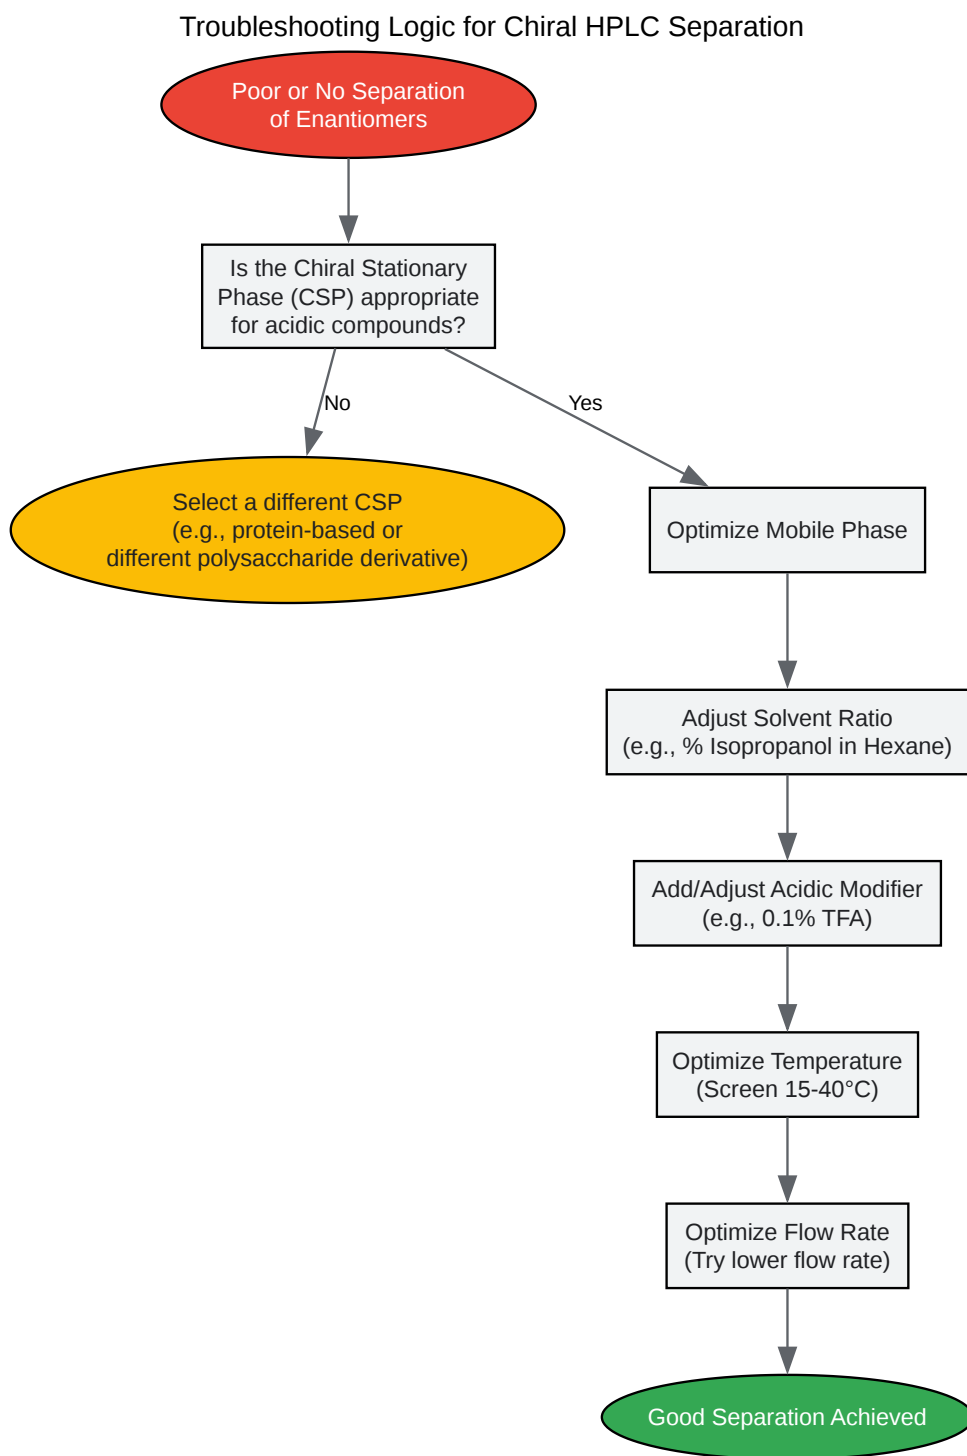 Troubleshooting Logic for Chiral HPLC Separation
Poor or No Separation
of Enantiomers
Is the Chiral Stationary
Phase (CSP) appropriate
for acidic compounds?
No
Yes
Select a different CSP
(e.g., protein-based or
different polysaccharide derivative)
Optimize Mobile Phase
Adjust Solvent Ratio
(e.g., % Isopropanol in Hexane)
Add/Adjust Acidic Modifier
(e.g., 0.1% TFA)
Optimize Temperature
(Screen 15-40°C)
Optimize Flow Rate
(Try lower flow rate)
Good Separation Achieved